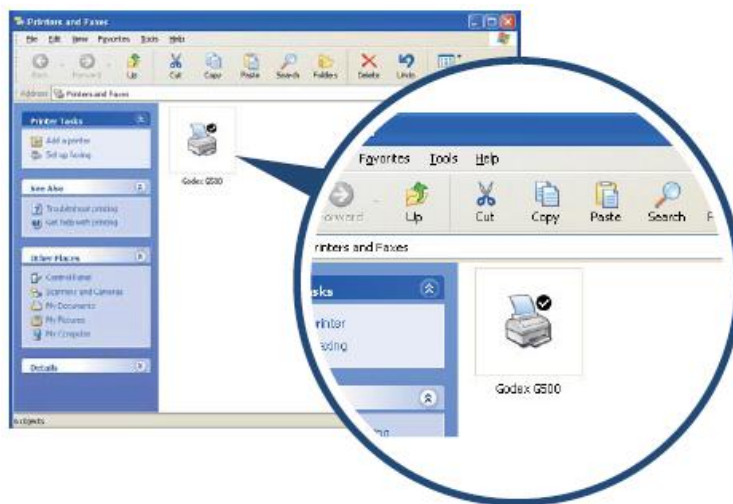 Printers and Faxes
File Edit View Favorites Tools Help
Back Forward Up Cut Copy Paste Search Folders Delete Undo
Address Printers and Faxes
Printer Tasks
Add a printer
Set up faxing
See Also
Troubleshoot printing
Get help with printing
Other Places
Control Panel
Scanners and Cameras
My Documents
My Pictures
My Computer
Details
Godex G500
objects
Favorites Tools Help
orward Up Cut Copy Paste Search F
rinters and Faxes
asks
printer
axing
Godex G500